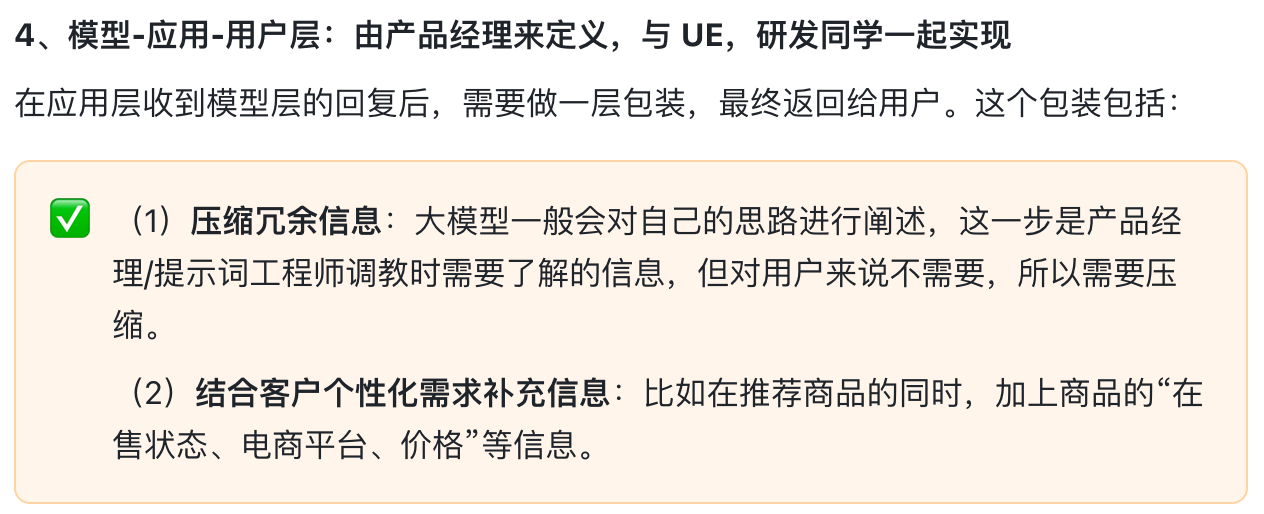 4、模型-应用-用户层：由产品经理来定义，与 UE，研发同学一起实现
在应用层收到模型层的回复后，需要做一层包装，最终返回给用户。这个包装包括：
（1）压缩冗余信息：大模型一般会对自己的思路进行阐述，这一步是产品经
理/提示词工程师调教时需要了解的信息，但对用户来说不需要，所以需要压
缩。
（2）结合客户个性化需求补充信息：比如在推荐商品的同时，加上商品的“在
售状态、电商平台、价格”等信息。